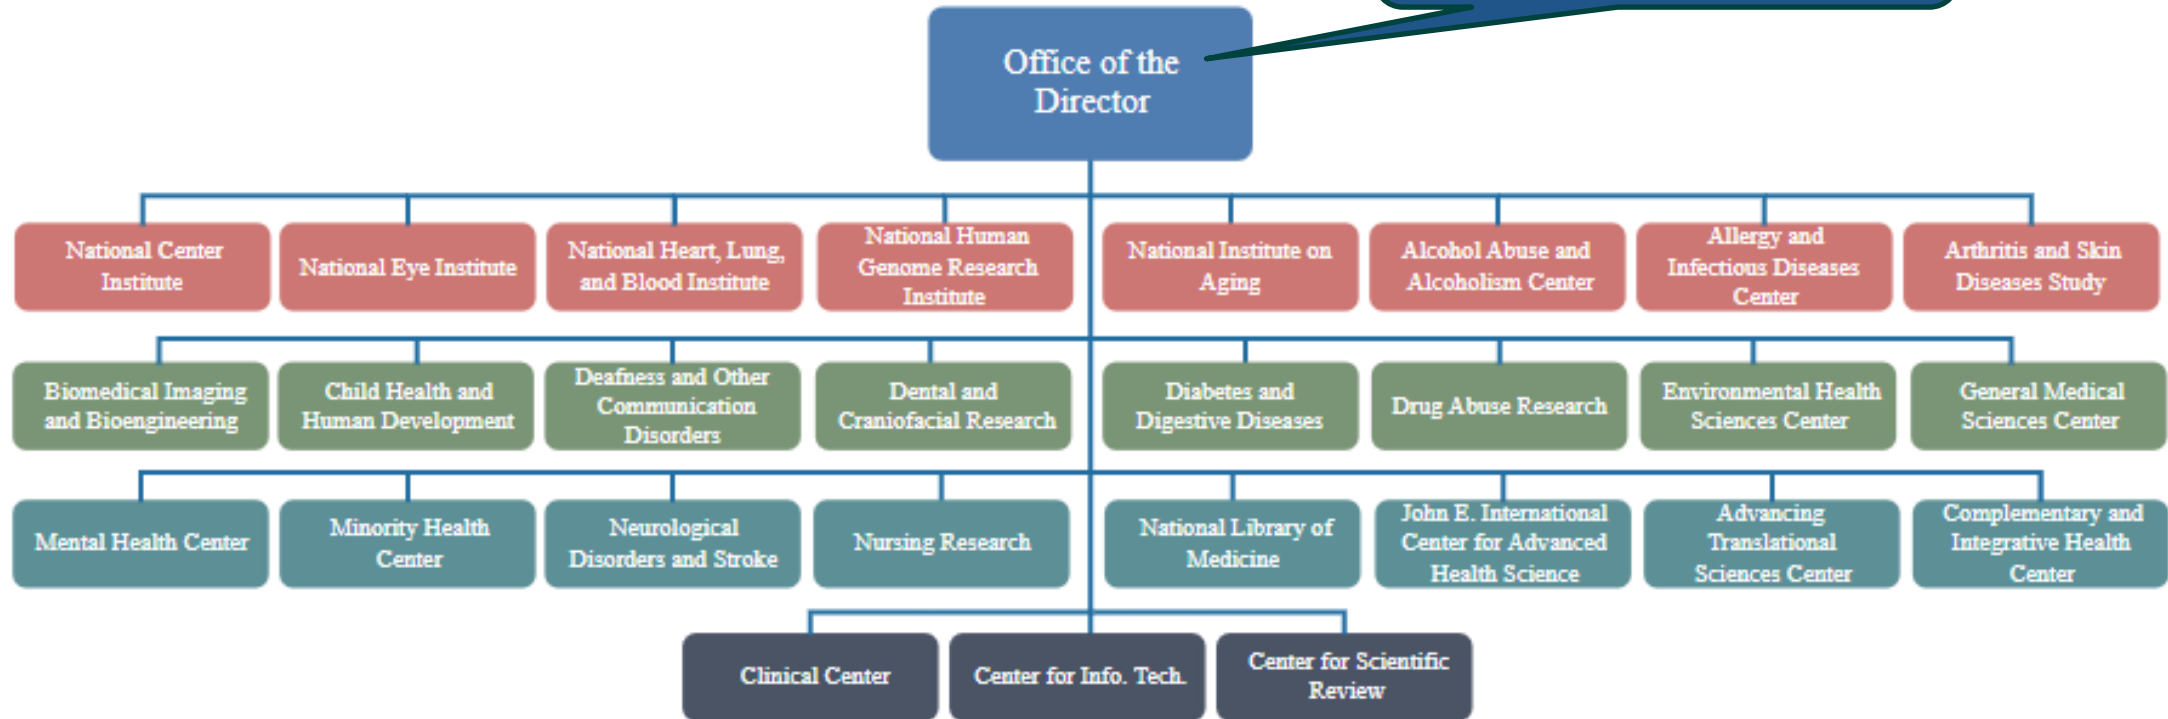 Office of the
Director
National Center
Institute
National Eye Institute
National Heart, Lung,
and Blood Institute
National Human
Genome Research
Institute
National Institute on
Aging
Alcohol Abuse and
Alcoholism Center
Allergy and
Infectious Diseases
Center
Arthritis and Skin
Diseases Study
Biomedical Imaging
and Bioengineering
Child Health and
Human Development
Deafness and Other
Communication
Disorders
Dental and
Craniofacial Research
Diabetes and
Digestive Diseases
Drug Abuse Research
Environmental Health
Sciences Center
General Medical
Sciences Center
Mental Health Center
Minority Health
Center
Neurological
Disorders and Stroke
Nursing Research
National Library of
Medicine
John E. International
Center for Advanced
Health Science
Advancing
Translational
Sciences Center
Complementary and
Integrative Health
Center
Clinical Center
Center for Info. Tech.
Center for Scientific
Review